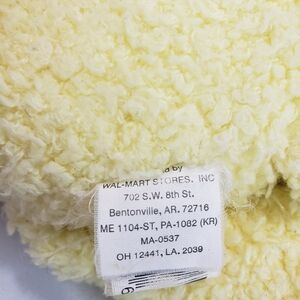 by
WAL-MART STORES, INC
702 S.W. 8th St.
Bentonville, AR. 72716
ME 1104-ST, PA-1082 (KR)
MA-0537
OH 12441, LA. 2039